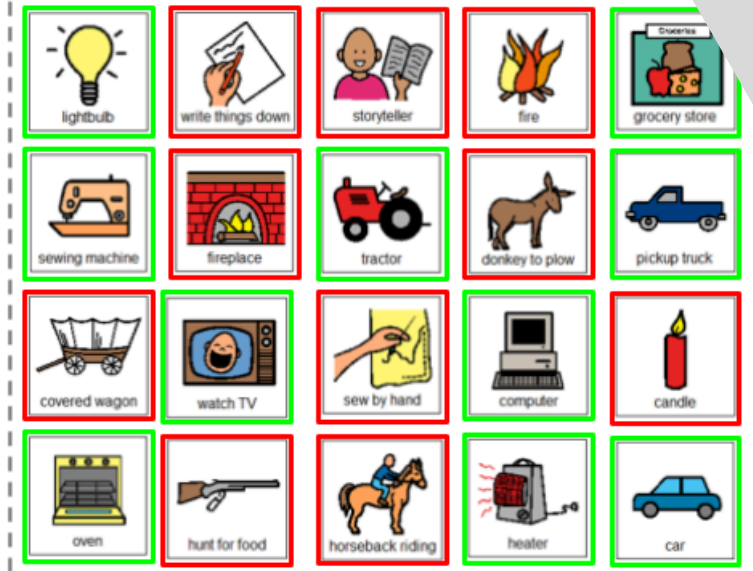 lightbulb
write things down
storyteller
fire
Groceries
grocery store
sewing machine
fireplace
tractor
donkey to plow
pickup truck
covered wagon
watch TV
sew by hand
computer
candle
oven
hunt for food
horseback riding
heater
car